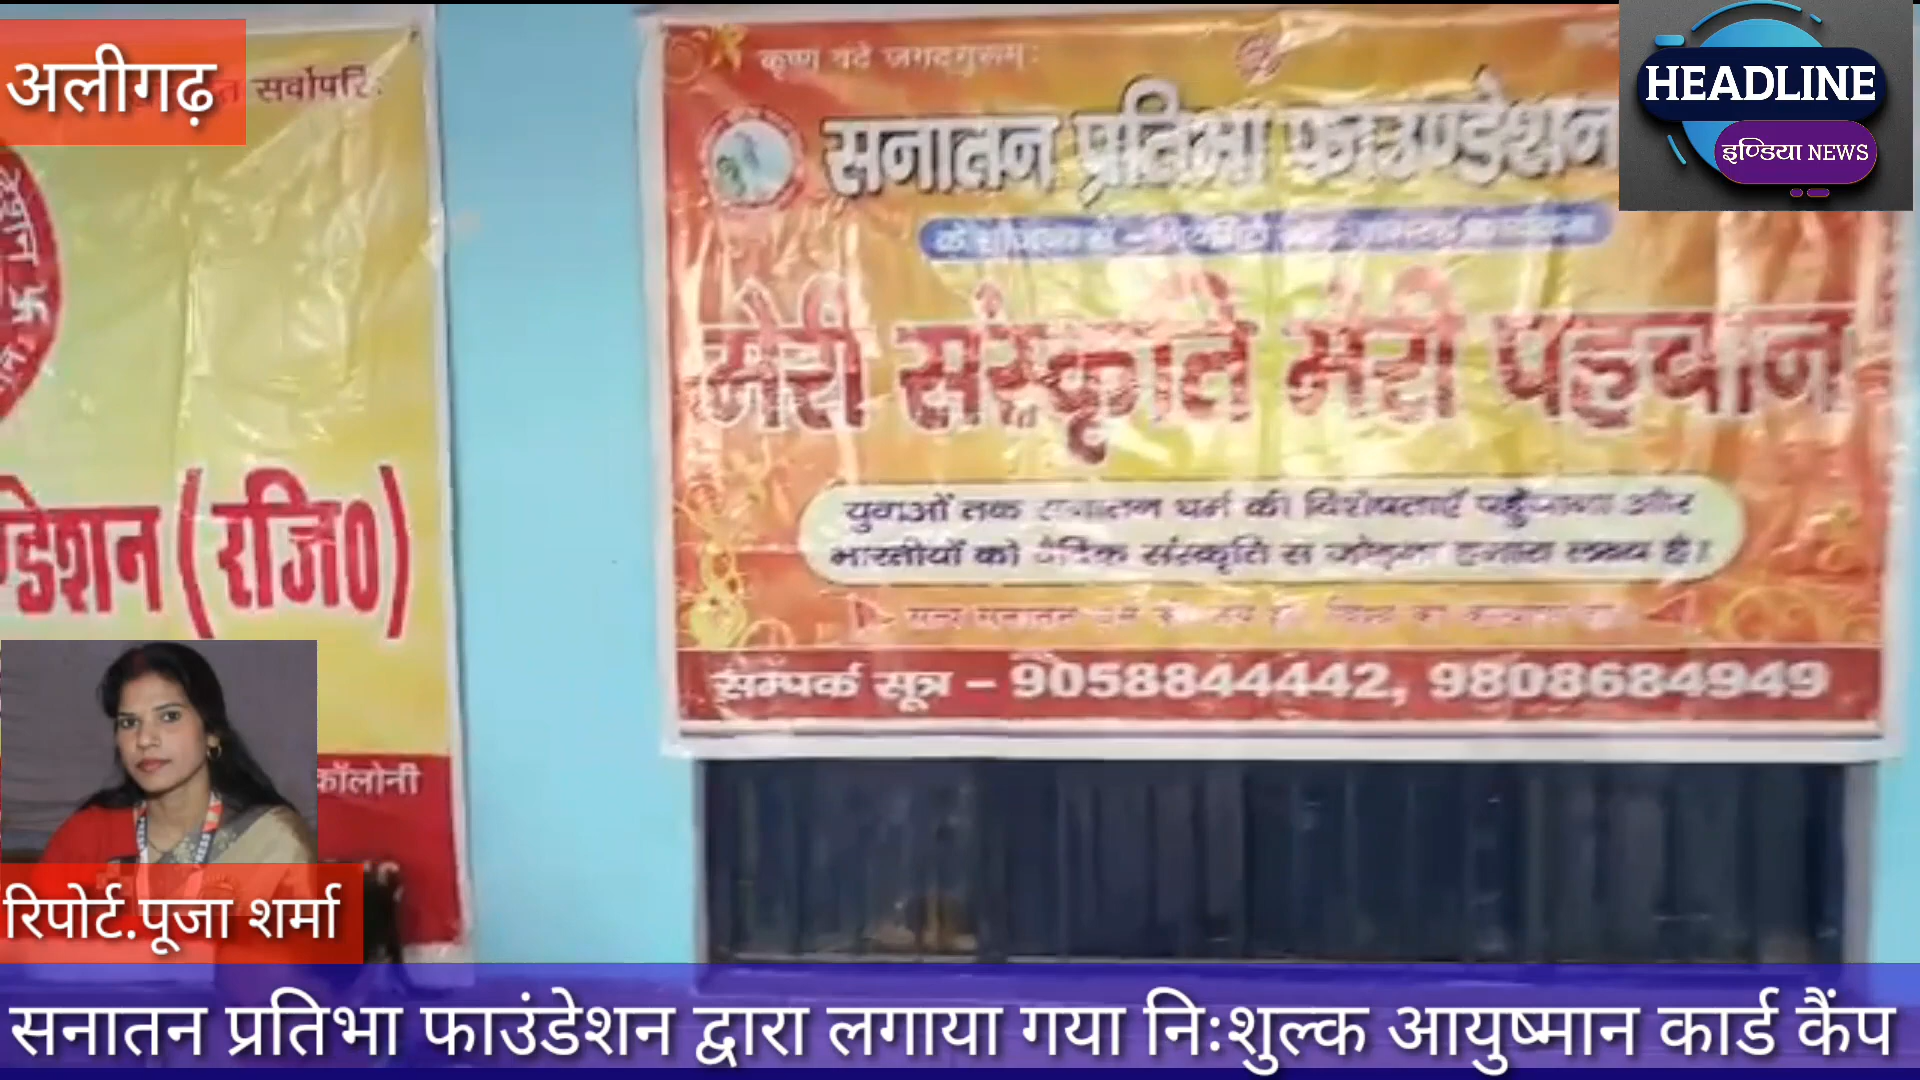 अलीगढ़
सर्वोपरि:
HEADLINE
इण्डिया NEWS
सनातन प्रतिभा फाउण्डेशन
मेरी संस्कृति मेरी पहचान
युवाओं तक सनातन धर्म की विशेषताएँ पहुँचाना और
भारतीयों को वैदिक संस्कृति से जोड़ना हमारा लक्ष्य है।
सम्पर्क सूत्र – 9058844442, 9808684949
डेशन (रजि0)
कॉलोनी
PRESS
रिपोर्ट.पूजा शर्मा
सनातन प्रतिभा फाउंडेशन द्वारा लगाया गया नि:शुल्क आयुष्मान कार्ड कैंप